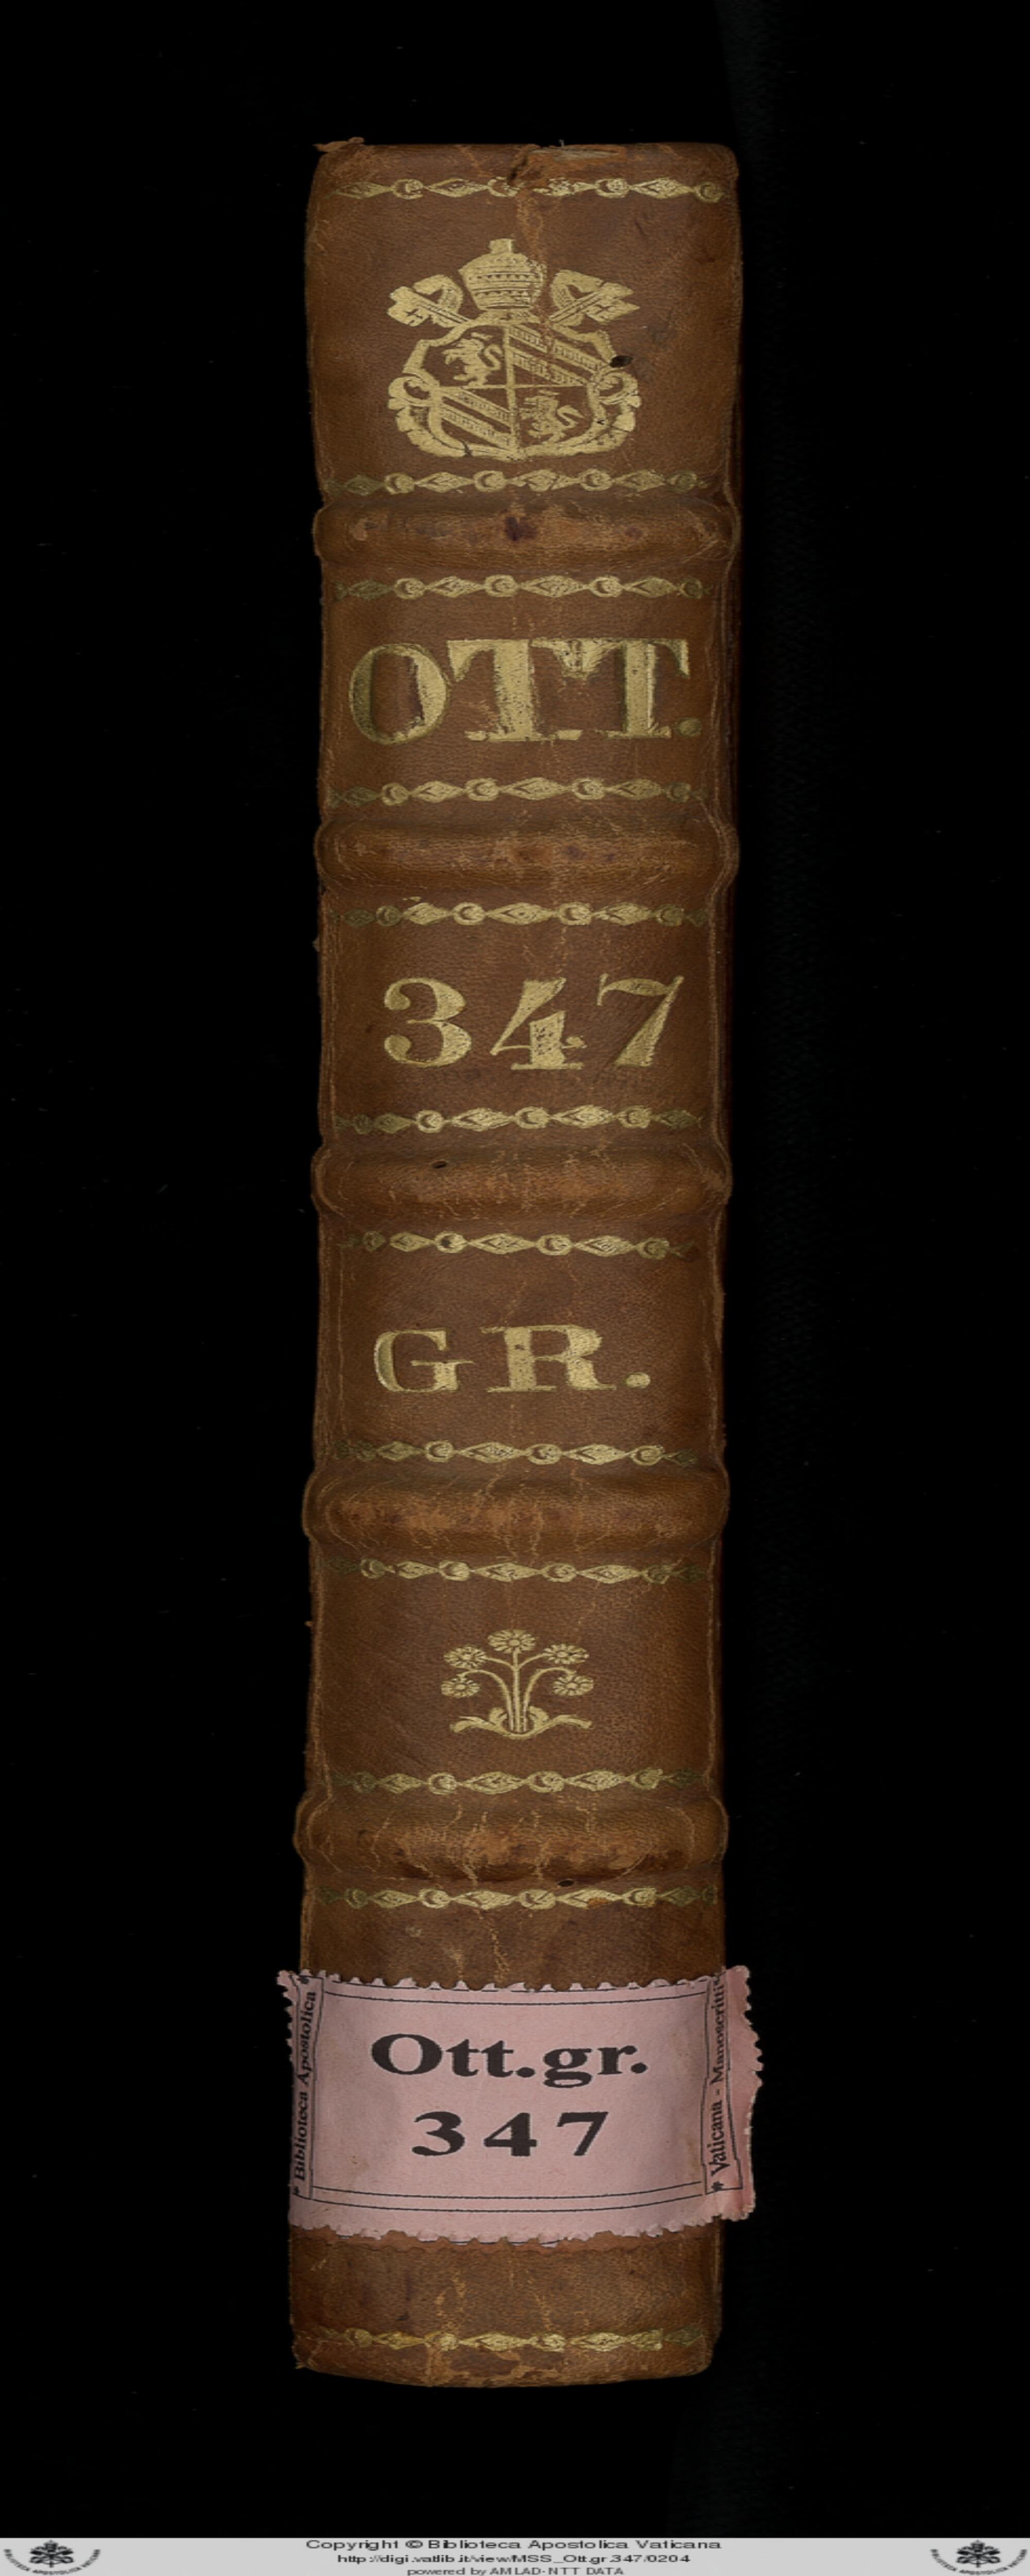 OTT.
347
GR.
* Biblioteca Apostolica *
Ott.gr.
347
* Vaticana - Manoscritti
Copyright © Biblioteca Apostolica Vaticana
http://digi.vatlib.it/view/MSS_Ott.gr.347/0204
powered by AMLAD-NTT DATA